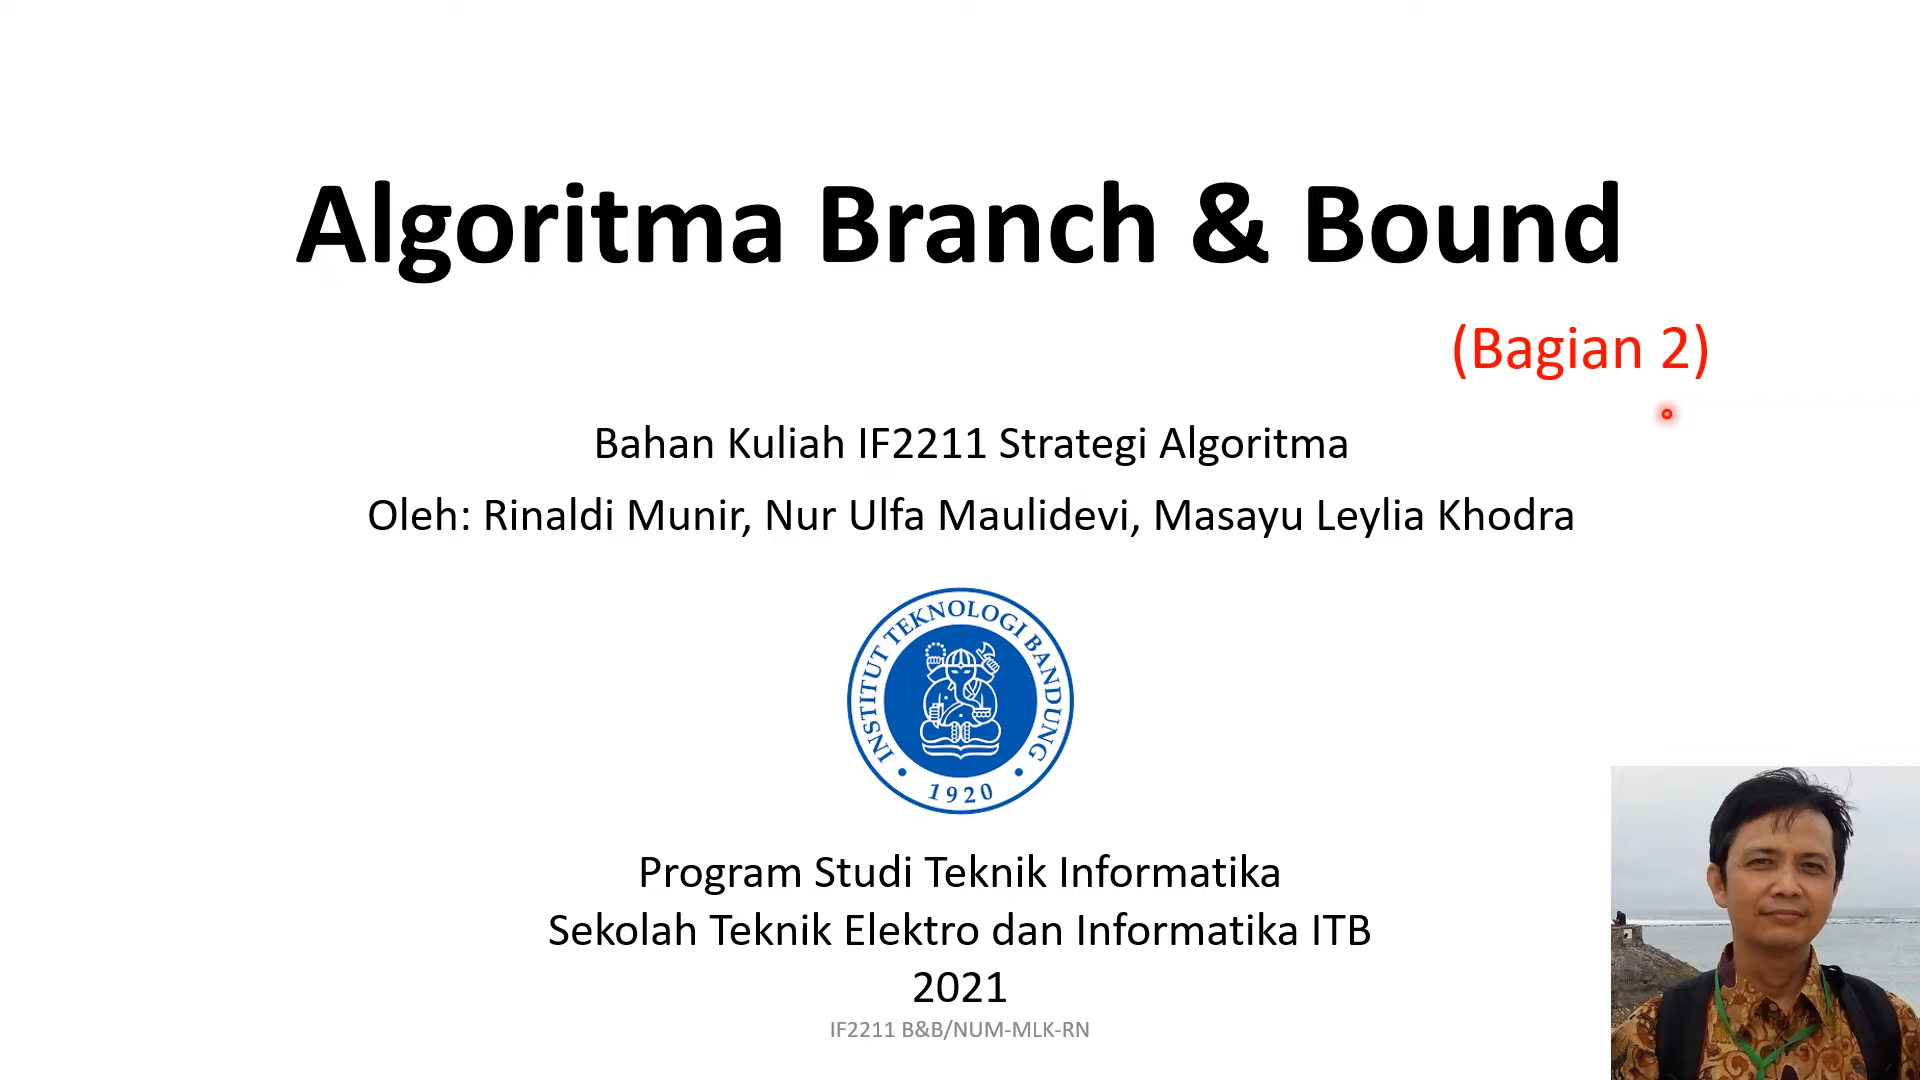 Algoritma Branch & Bound
(Bagian 2)
Bahan Kuliah IF2211 Strategi Algoritma
Oleh: Rinaldi Munir, Nur Ulfa Maulidevi, Masayu Leylia Khodra
INSTITUT TEKNOLOGI BANDUNG
1920
Program Studi Teknik Informatika
Sekolah Teknik Elektro dan Informatika ITB
2021
IF2211 B&B/NUM-MLK-RN